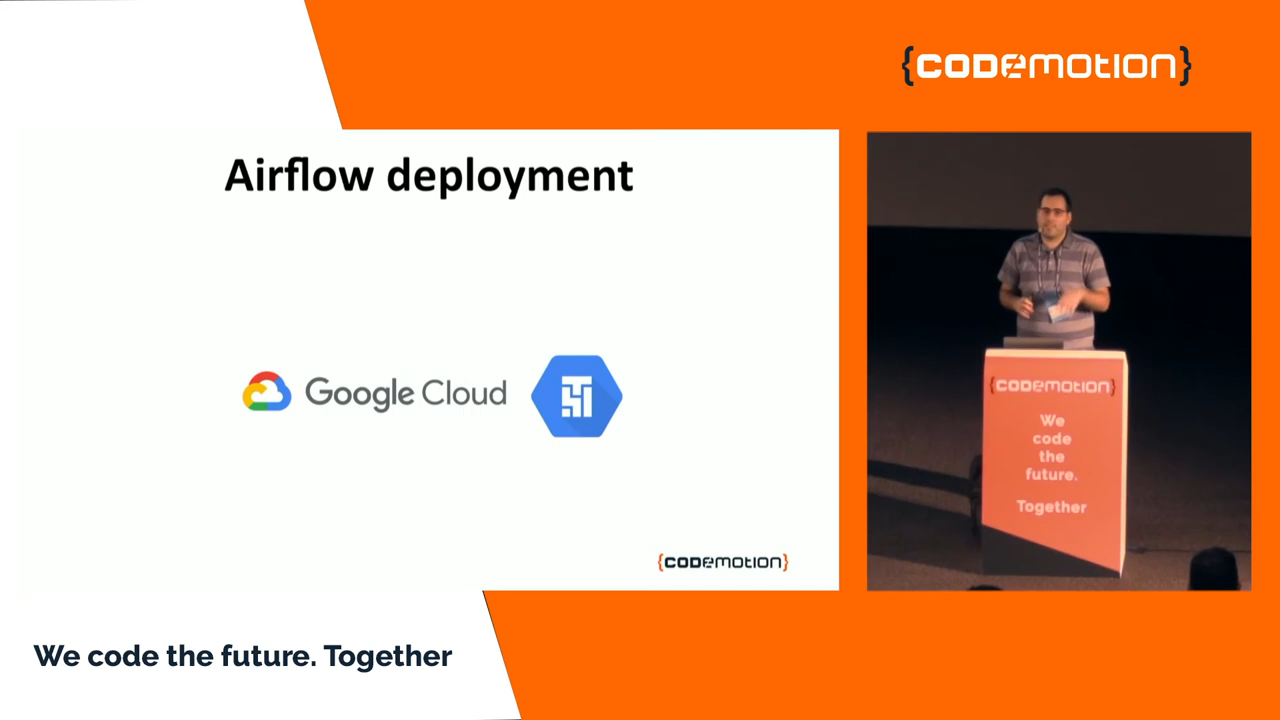 {CODEMOTION}
Airflow deployment
Google Cloud
{CODEMOTION}
{CODEMOTION}
We
code
the
future.
Together
We code the future. Together